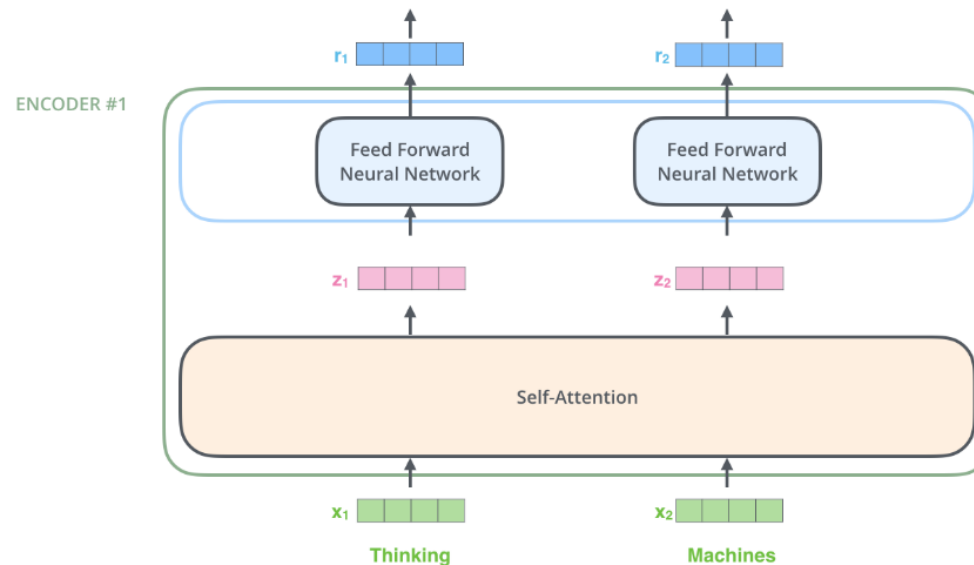 r₁
r₂
ENCODER #1
Feed Forward
Neural Network
Feed Forward
Neural Network
z₁
z₂
Self-Attention
x₁
x₂
Thinking
Machines